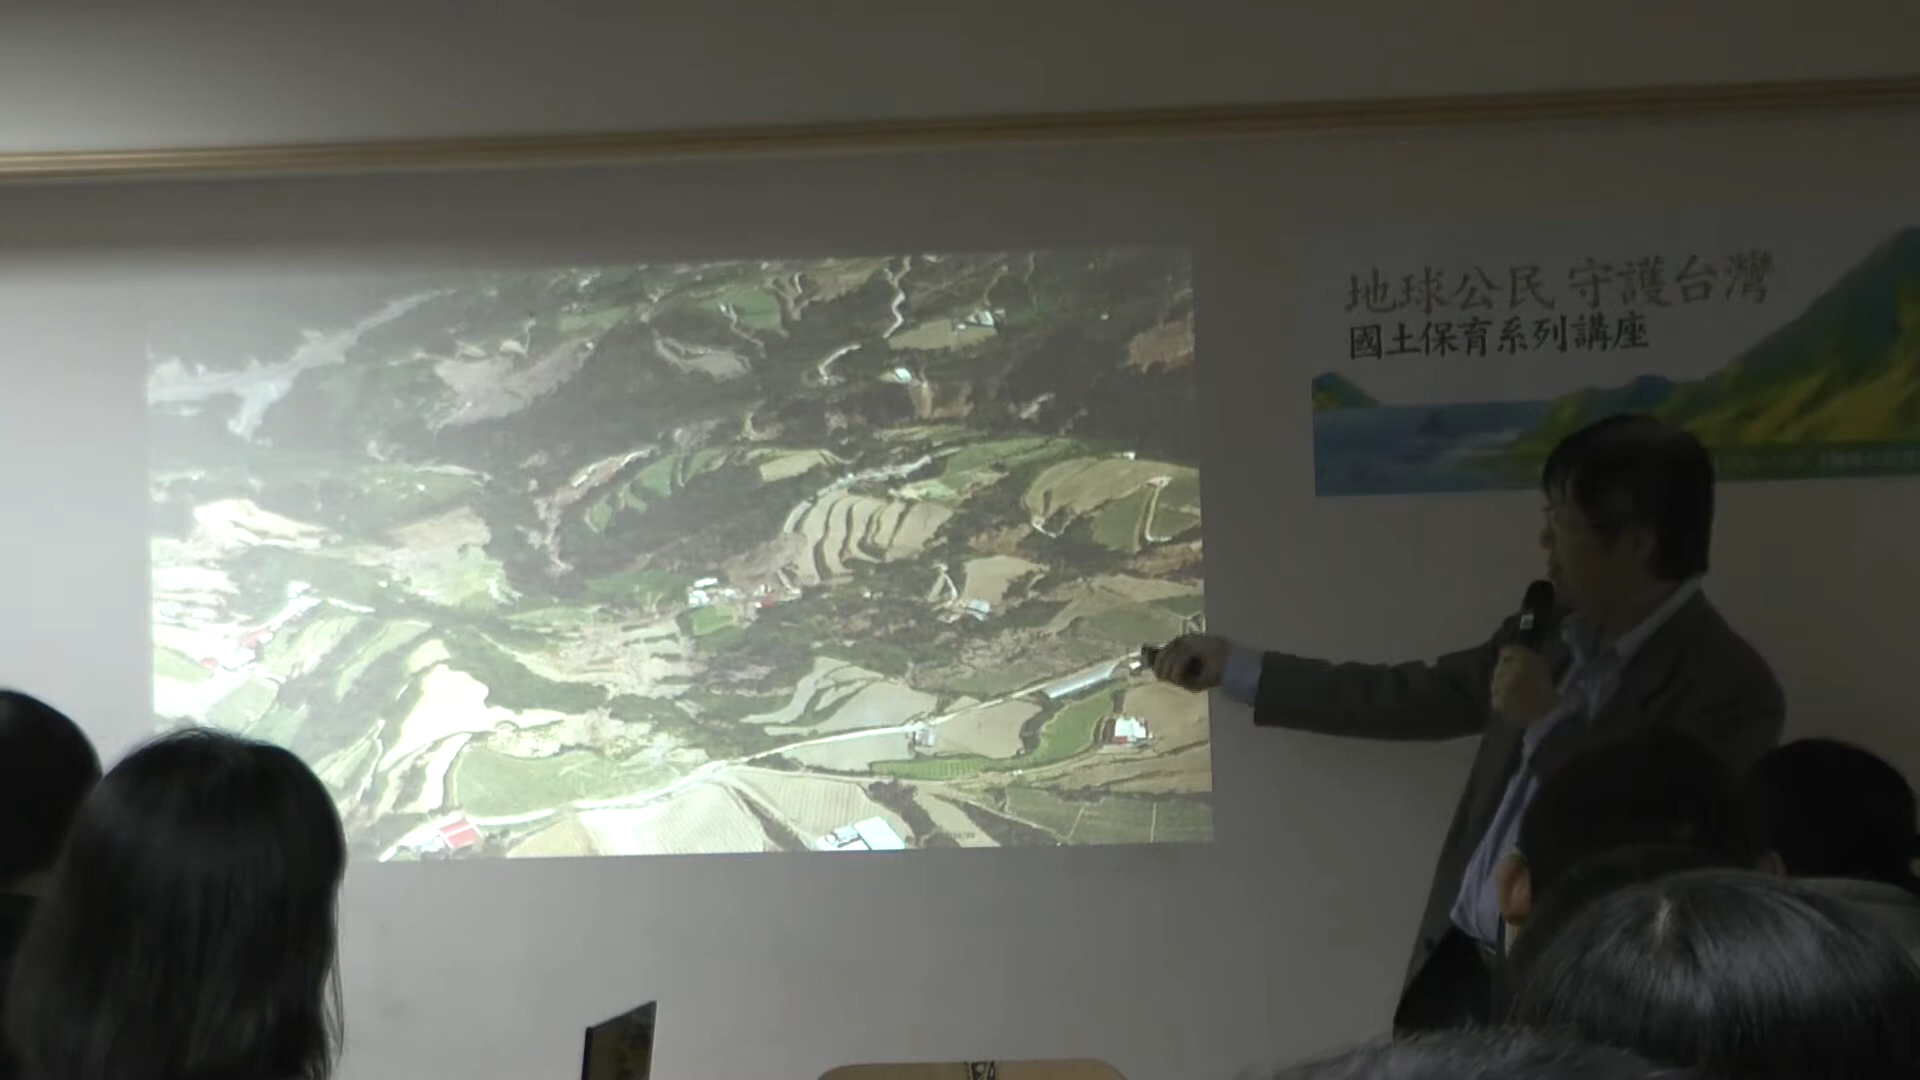 地球公民 守護台灣
國土保育系列講座